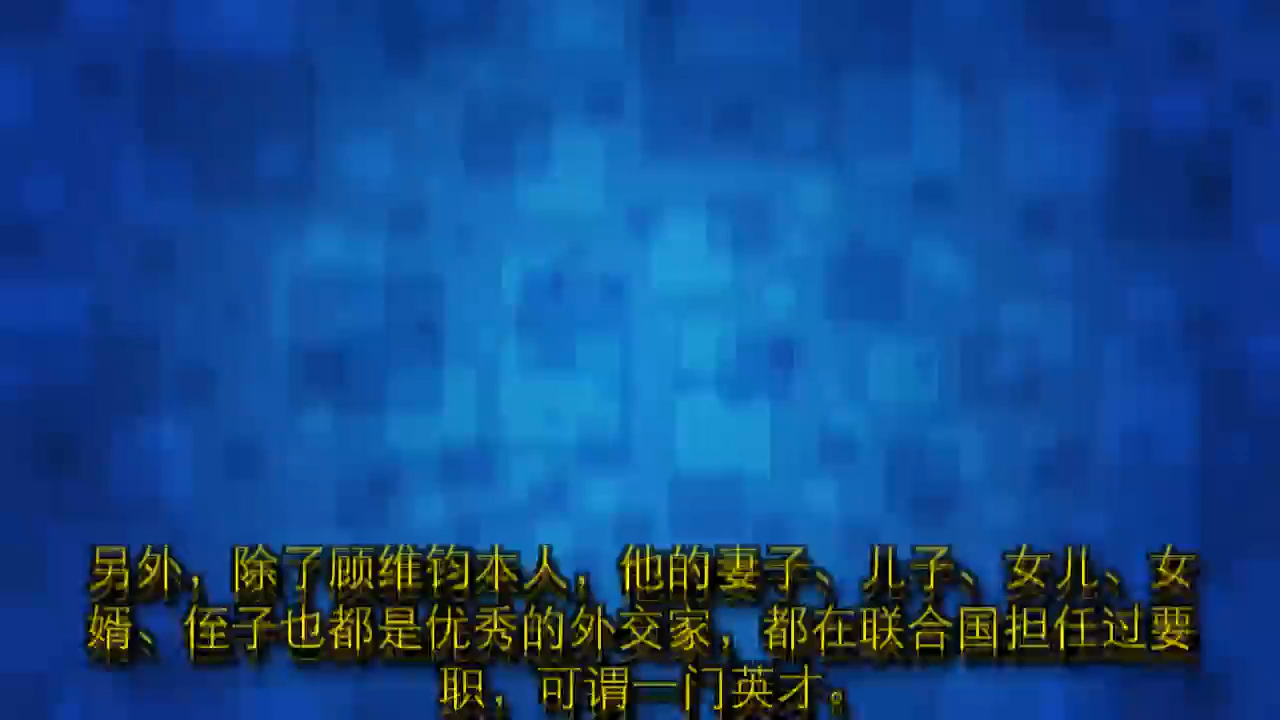 另外，除了顾维钧本人，他的妻子、儿子、女儿、女
婿、侄子也都是优秀的外交家，都在联合国担任过要
职，可谓一门英才。